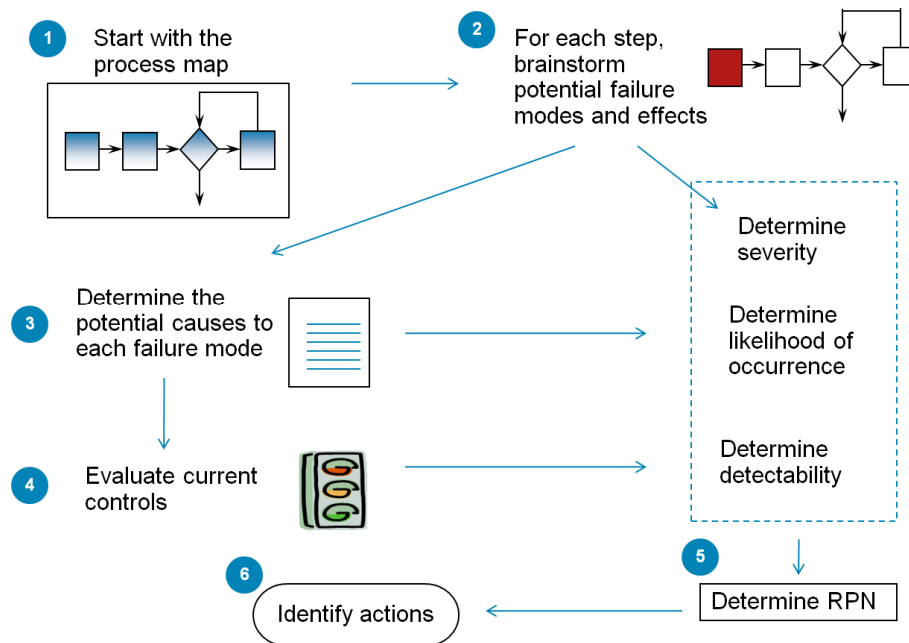 1
Start with the
process map
2
For each step,
brainstorm
potential failure
modes and effects
Determine
severity
3
Determine the
potential causes to
each failure mode
Determine
likelihood of
occurrence
4
Evaluate current
controls
Determine
detectability
5
Determine RPN
6
Identify actions